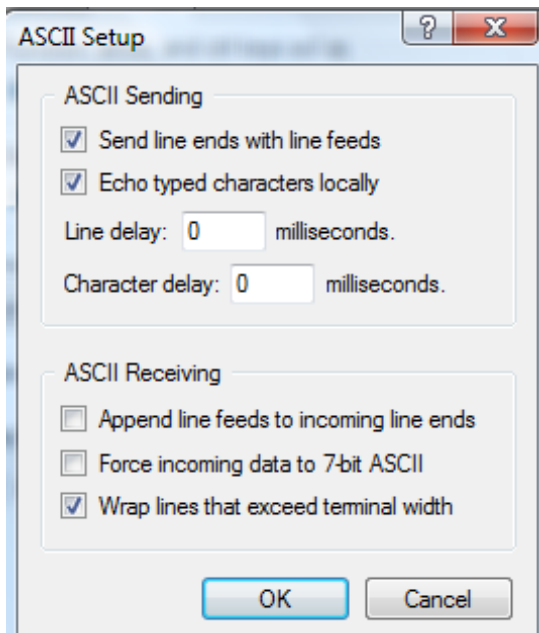 ASCII Setup
ASCII Sending
Send line ends with line feeds
Echo typed characters locally
Line delay: 0 milliseconds.
Character delay: 0 milliseconds.
ASCII Receiving
Append line feeds to incoming line ends
Force incoming data to 7-bit ASCII
Wrap lines that exceed terminal width
OK Cancel